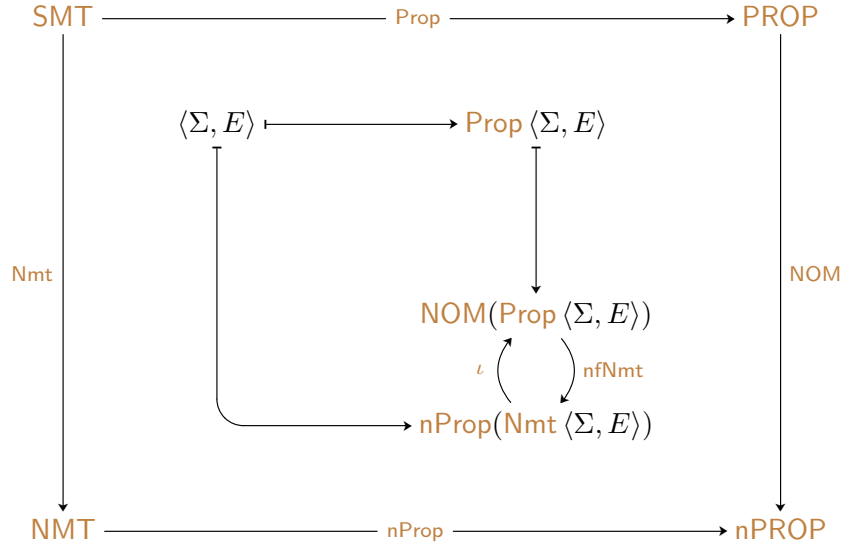 SMT Prop PROP
⟨Σ, E⟩ Prop ⟨Σ, E⟩
Nmt NOM
NOM(Prop ⟨Σ, E⟩)
ι nfNmt
nProp(Nmt ⟨Σ, E⟩)
NMT nProp nPROP